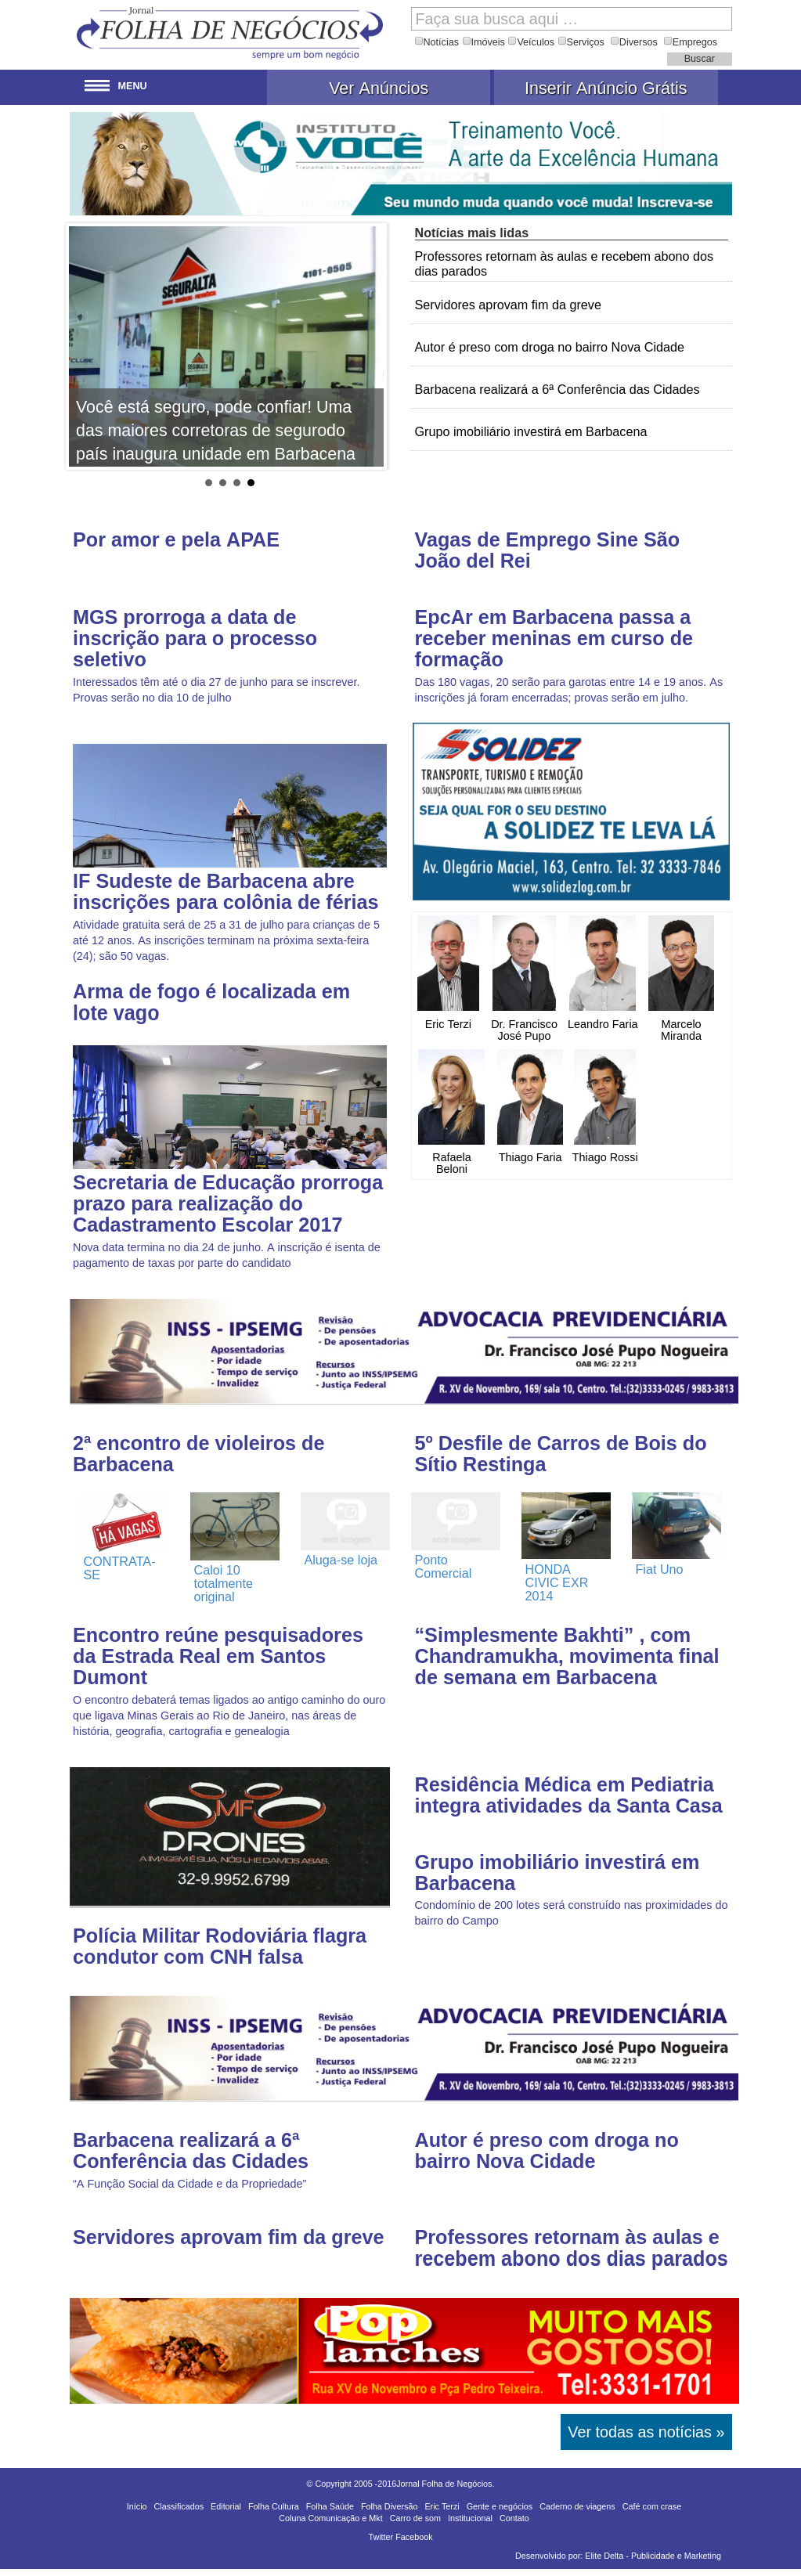 Jornal
FOLHA DE NEGÓCIOS
sempre um bom negócio
Faça sua busca aqui …
Notícias Imóveis Veículos Serviços Diversos Empregos
Buscar
MENU
Ver Anúncios
Inserir Anúncio Grátis
INSTITUTO
VOCÊ
Treinamento e Desenvolvimento Humano
Treinamento Você.
A arte da Excelência Humana
Seu mundo muda quando você muda! Inscreva-se
SEGURALTA
4101-0505
SEGURALTA
CLUBE
Você está seguro, pode confiar! Uma
das maiores corretoras de segurodo
país inaugura unidade em Barbacena
Notícias mais lidas
Professores retornam às aulas e recebem abono dos
dias parados
Servidores aprovam fim da greve
Autor é preso com droga no bairro Nova Cidade
Barbacena realizará a 6ª Conferência das Cidades
Grupo imobiliário investirá em Barbacena
Por amor e pela APAE
Vagas de Emprego Sine São
João del Rei
MGS prorroga a data de
inscrição para o processo
seletivo
Interessados têm até o dia 27 de junho para se inscrever.
Provas serão no dia 10 de julho
EpcAr em Barbacena passa a
receber meninas em curso de
formação
Das 180 vagas, 20 serão para garotas entre 14 e 19 anos. As
inscrições já foram encerradas; provas serão em julho.
SOLIDEZ
TRANSPORTE, TURISMO E REMOÇÃO
SOLUÇÕES PERSONALIZADAS PARA CLIENTES ESPECIAIS
SEJA QUAL FOR O SEU DESTINO
A SOLIDEZ TE LEVA LÁ
Av. Olegário Maciel, 163, Centro. Tel: 32 3333-7846
www.solidezlog.com.br
IF Sudeste de Barbacena abre
inscrições para colônia de férias
Atividade gratuita será de 25 a 31 de julho para crianças de 5
até 12 anos. As inscrições terminam na próxima sexta-feira
(24); são 50 vagas.
Eric Terzi
Dr. Francisco
José Pupo
Leandro Faria
Marcelo
Miranda
Rafaela
Beloni
Thiago Faria
Thiago Rossi
Arma de fogo é localizada em
lote vago
Secretaria de Educação prorroga
prazo para realização do
Cadastramento Escolar 2017
Nova data termina no dia 24 de junho. A inscrição é isenta de
pagamento de taxas por parte do candidato
INSS - IPSEMG
Aposentadorias
- Por idade
- Tempo de serviço
- Invalidez
Revisão
- De pensões
- De aposentadorias
Recursos
- Junto ao INSS/IPSEMG
- Justiça Federal
ADVOCACIA PREVIDENCIÁRIA
Dr. Francisco José Pupo Nogueira
OAB MG: 22 213
R. XV de Novembro, 169/ sala 10, Centro. Tel.:(32)3333-0245 / 9983-3813
2ª encontro de violeiros de
Barbacena
5º Desfile de Carros de Bois do
Sítio Restinga
HÁ VAGAS
CONTRATA-
SE
Caloi 10
totalmente
original
sem imagem
Aluga-se loja
sem imagem
Ponto
Comercial
HONDA
CIVIC EXR
2014
Fiat Uno
Encontro reúne pesquisadores
da Estrada Real em Santos
Dumont
O encontro debaterá temas ligados ao antigo caminho do ouro
que ligava Minas Gerais ao Rio de Janeiro, nas áreas de
história, geografia, cartografia e genealogia
“Simplesmente Bakhti” , com
Chandramukha, movimenta final
de semana em Barbacena
MF
DRONES
A IMAGEM É SUA, NÓS LHE DAMOS ASAS.
32-9.9952.6799
Residência Médica em Pediatria
integra atividades da Santa Casa
Grupo imobiliário investirá em
Barbacena
Condomínio de 200 lotes será construído nas proximidades do
bairro do Campo
Polícia Militar Rodoviária flagra
condutor com CNH falsa
INSS - IPSEMG
Aposentadorias
- Por idade
- Tempo de serviço
- Invalidez
Revisão
- De pensões
- De aposentadorias
Recursos
- Junto ao INSS/IPSEMG
- Justiça Federal
ADVOCACIA PREVIDENCIÁRIA
Dr. Francisco José Pupo Nogueira
OAB MG: 22 213
R. XV de Novembro, 169/ sala 10, Centro. Tel.:(32)3333-0245 / 9983-3813
Barbacena realizará a 6ª
Conferência das Cidades
“A Função Social da Cidade e da Propriedade”
Autor é preso com droga no
bairro Nova Cidade
Servidores aprovam fim da greve
Professores retornam às aulas e
recebem abono dos dias parados
Pop
lanches
Rua XV de Novembro e Pça Pedro Teixeira.
MUITO MAIS
GOSTOSO!
Tel:3331-1701
Ver todas as notícias »
© Copyright 2005 -2016Jornal Folha de Negócios.
Início Classificados Editorial Folha Cultura Folha Saúde Folha Diversão Eric Terzi Gente e negócios Caderno de viagens Café com crase
Coluna Comunicação e Mkt Carro de som Institucional Contato
Twitter Facebook
Desenvolvido por: Elite Delta - Publicidade e Marketing